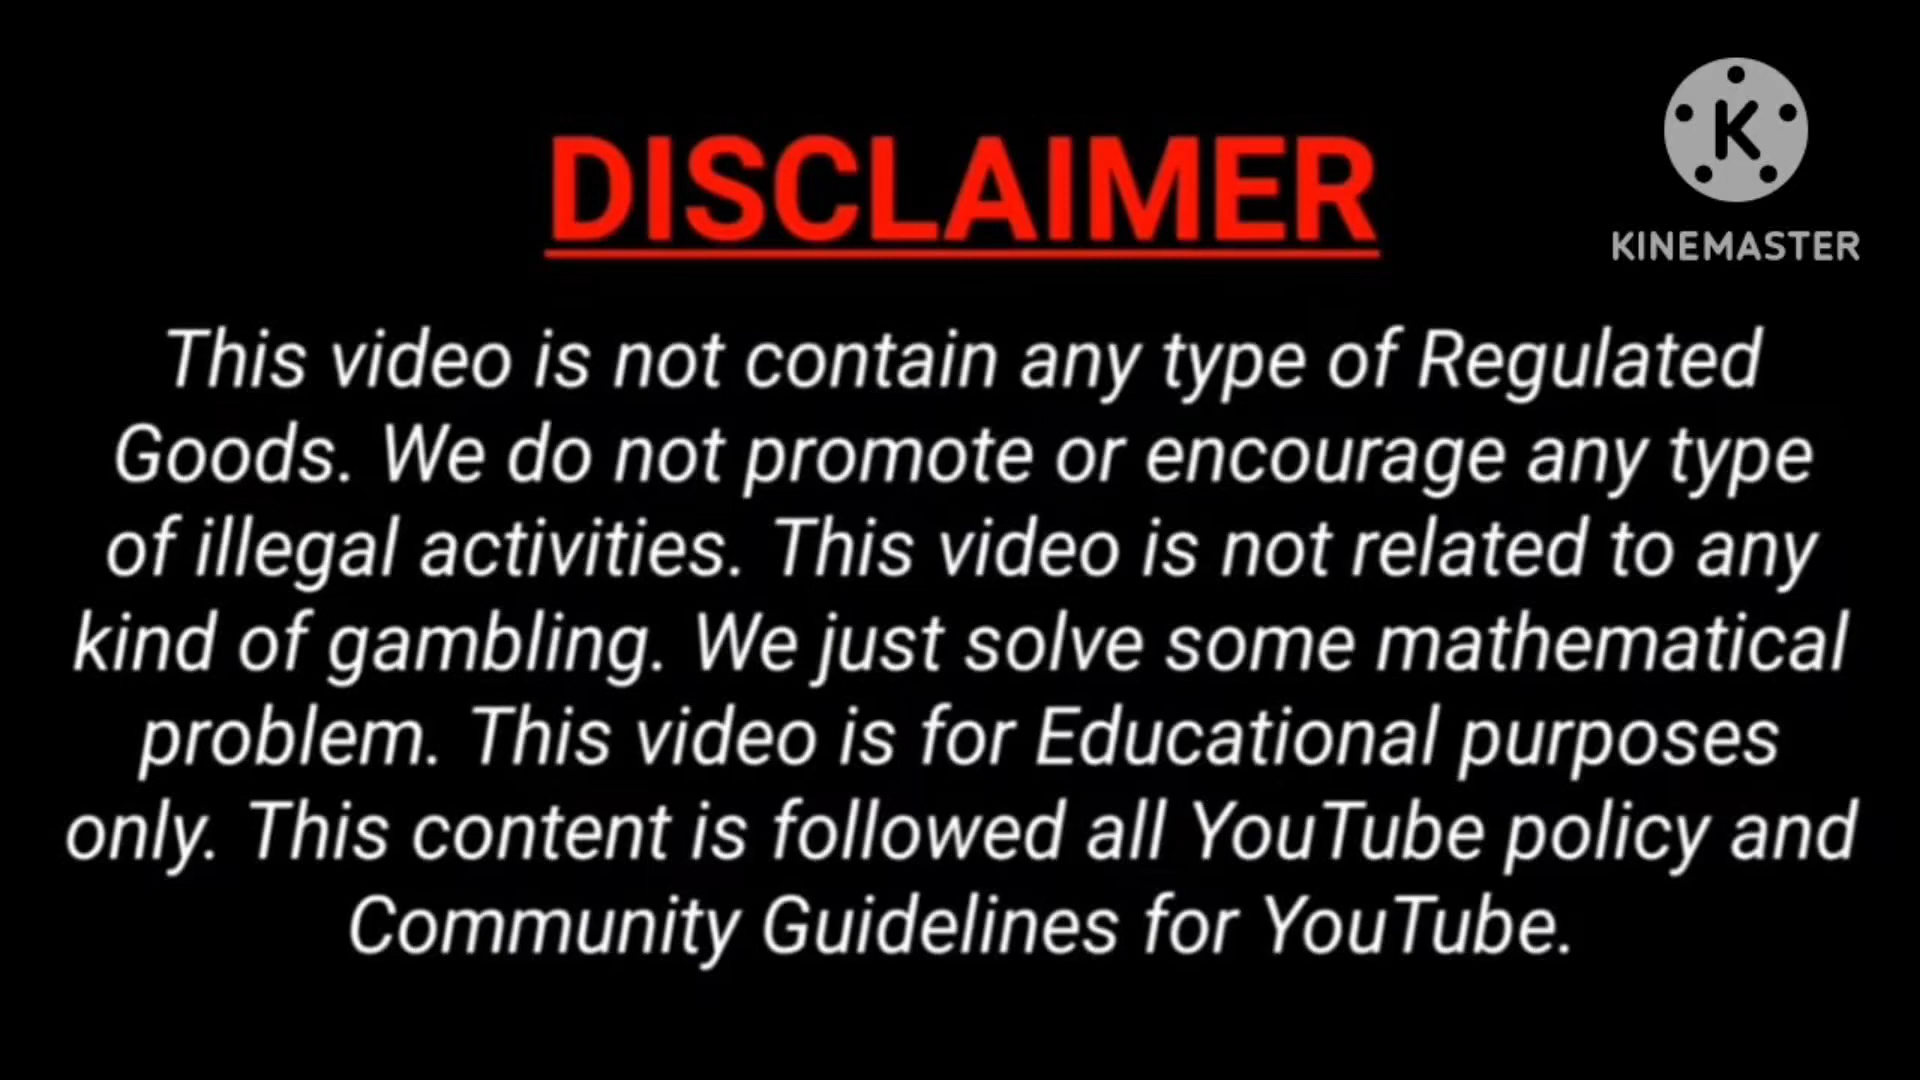 DISCLAIMER
K
KINEMASTER
This video is not contain any type of Regulated
Goods. We do not promote or encourage any type
of illegal activities. This video is not related to any
kind of gambling. We just solve some mathematical
problem. This video is for Educational purposes
only. This content is followed all YouTube policy and
Community Guidelines for YouTube.